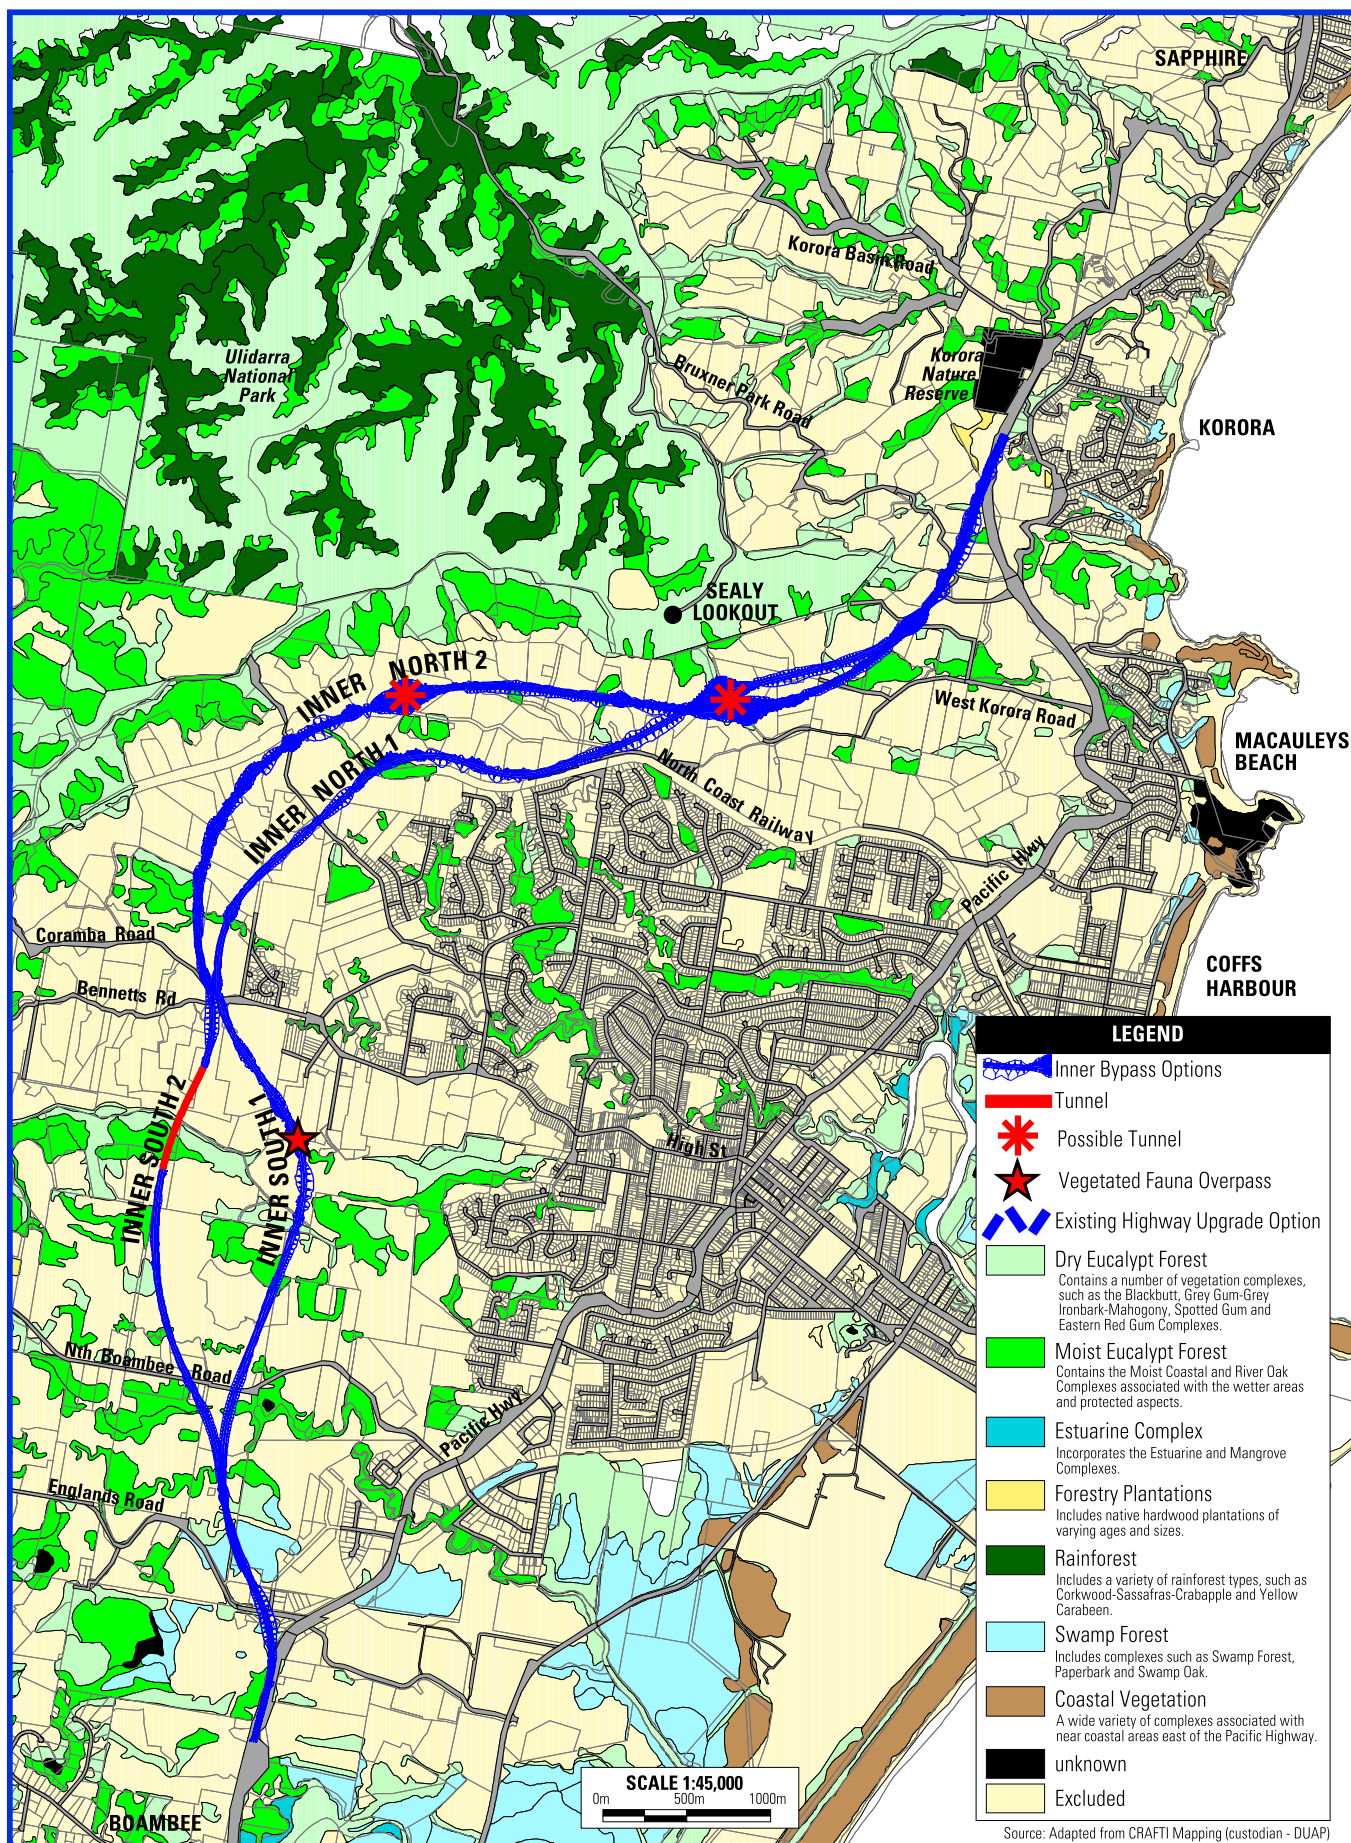 SAPPHIRE
Korora Basin Road
Ulidarra
National
Park
Korora
Nature
Reserve
Bruxner Park Road
KORORA
SEALY
LOOKOUT
INNER NORTH 2
West Korora Road
INNER NORTH 1
MACAULEYS
BEACH
North Coast Railway
Pacific Hwy
Coramba Road
COFFS
HARBOUR
Bennetts Rd
INNER SOUTH 2
INNER SOUTH 1
High St
Nth Boambee Road
Pacific Hwy
Englands Road
BOAMBEE
SCALE 1:45,000
0m 500m 1000m
LEGEND
Inner Bypass Options
Tunnel
Possible Tunnel
Vegetated Fauna Overpass
Existing Highway Upgrade Option
Dry Eucalypt Forest
Contains a number of vegetation complexes,
such as the Blackbutt, Grey Gum-Grey
Ironbark-Mahogony, Spotted Gum and
Eastern Red Gum Complexes.
Moist Eucalypt Forest
Contains the Moist Coastal and River Oak
Complexes associated with the wetter areas
and protected aspects.
Estuarine Complex
Incorporates the Estuarine and Mangrove
Complexes.
Forestry Plantations
Includes native hardwood plantations of
varying ages and sizes.
Rainforest
Includes a variety of rainforest types, such as
Corkwood-Sassafras-Crabapple and Yellow
Carabeen.
Swamp Forest
Includes complexes such as Swamp Forest,
Paperbark and Swamp Oak.
Coastal Vegetation
A wide variety of complexes associated with
near coastal areas east of the Pacific Highway.
unknown
Excluded
Source: Adapted from CRAFTI Mapping (custodian - DUAP)